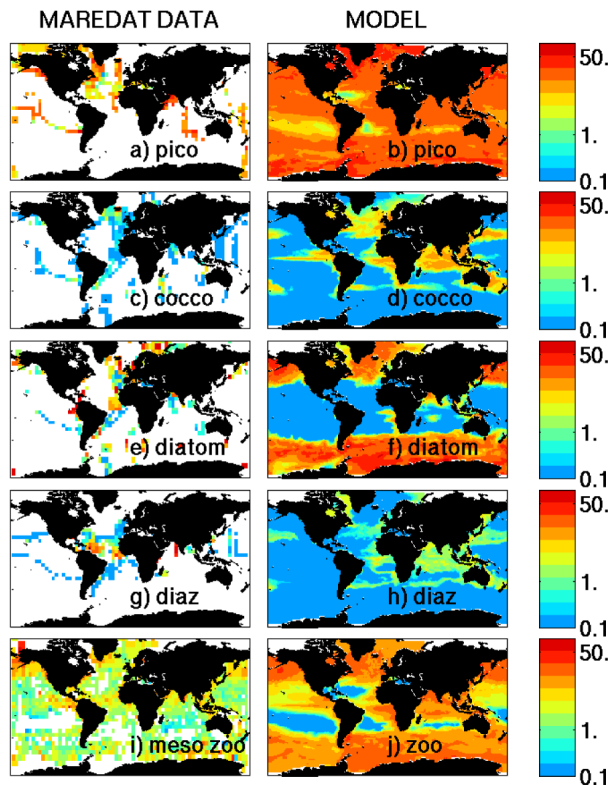 MAREDAT DATA MODEL
a) pico b) pico 50. 1. 0.1
c) cocco d) cocco 50. 1. 0.1
e) diatom f) diatom 50. 1. 0.1
g) diaz h) diaz 50. 1. 0.1
i) meso zoo j) zoo 50. 1. 0.1